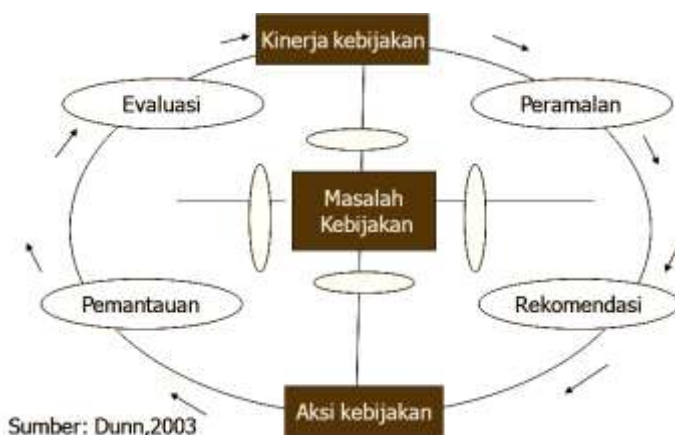 Kinerja kebijakan
Evaluasi
Peramalan
Masalah
Kebijakan
Pemantauan
Rekomendasi
Aksi kebijakan
Sumber: Dunn,2003